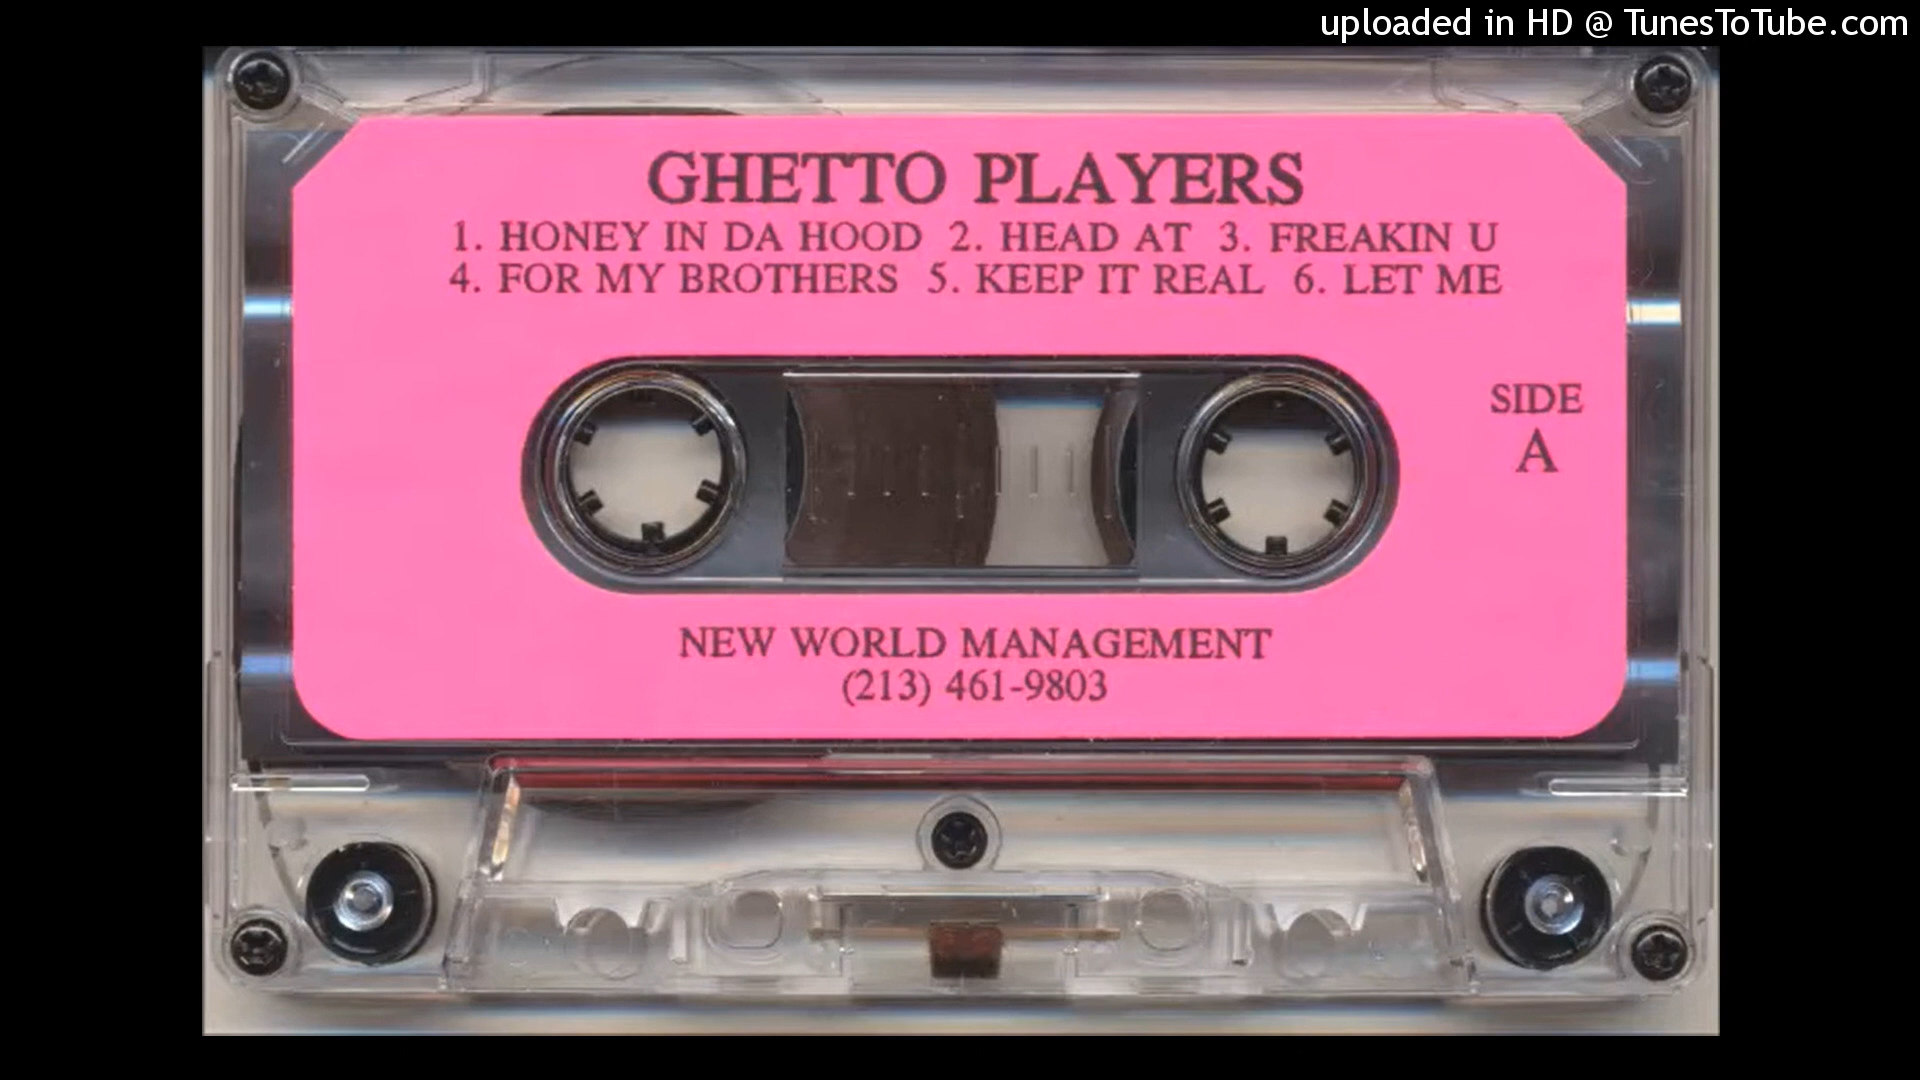 uploaded in HD @ TunesToTube.com
GHETTO PLAYERS
1. HONEY IN DA HOOD 2. HEAD AT 3. FREAKIN U
4. FOR MY BROTHERS 5. KEEP IT REAL 6. LET ME
SIDE
A
NEW WORLD MANAGEMENT
(213) 461-9803